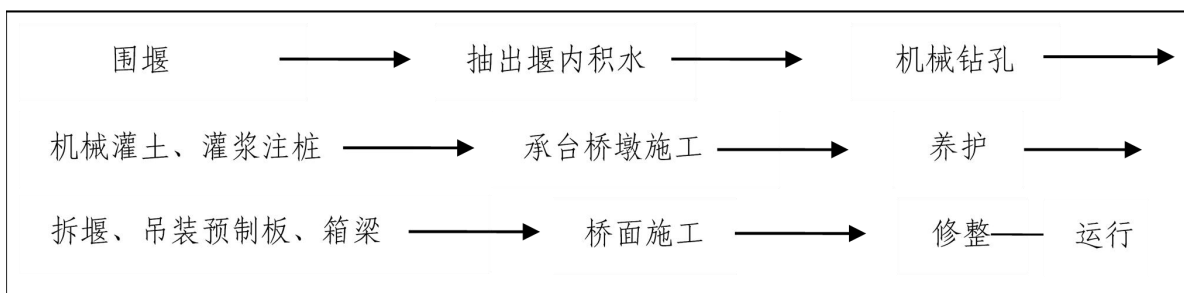 围堰 抽出堰内积水 机械钻孔
机械灌土、灌浆注桩 承台桥墩施工 养护
拆堰、吊装预制板、箱梁 桥面施工 修整 运行